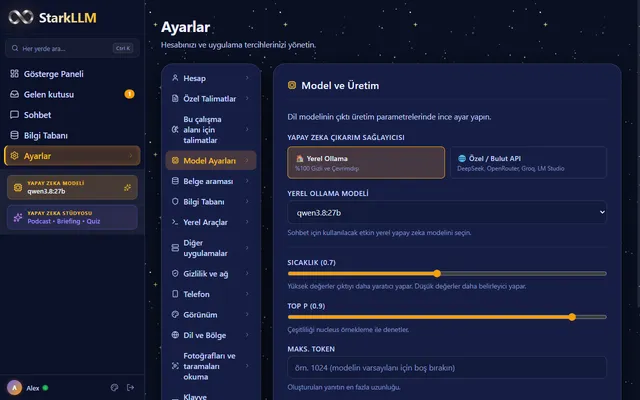 StarkLLM
Her yerde ara...
Ctrl K
Gösterge Paneli
Gelen kutusu
1
Sohbet
Bilgi Tabanı
Ayarlar
YAPAY ZEKA MODELİ
qwen3.8:27b
YAPAY ZEKA STÜDYOSU
Podcast • Briefing • Quiz
A
Alex
Ayarlar
Hesabınızı ve uygulama tercihlerinizi yönetin.
Hesap
Özel Talimatlar
Bu çalışma
alanı için
talimatlar
Model Ayarları
Belge araması
Bilgi Tabanı
Yerel Araçlar
Diğer
uygulamalar
Gizlilik ve ağ
Telefon
Görünüm
Dil ve Bölge
Fotoğrafları ve
taramaları
okuma
Klavye
Model ve Üretim
Dil modelinin çıktı üretim parametrelerinde ince ayar yapın.
YAPAY ZEKA ÇIKARIM SAĞLAYICISI
Yerel Ollama
%100 Gizli ve Çevrimdışı
Özel / Bulut API
DeepSeek, OpenRouter, Groq, LM Studio
YEREL OLLAMA MODELİ
qwen3.8:27b
Sohbet için kullanılacak etkin yerel yapay zeka modelini seçin.
SICAKLIK (0.7)
Yüksek değerler çıktıyı daha yaratıcı yapar. Düşük değerler daha belirleyici yapar.
TOP P (0.9)
Çeşitliliği nucleus örnekleme ile denetler.
MAKS. TOKEN
örn. 1024 (modelin varsayılanı için boş bırakın)
Oluşturulan yanıtın en fazla uzunluğu.